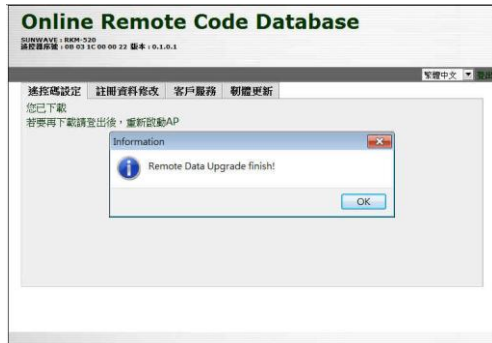 Online Remote Code Database
SUNWAVE : RKM-520
遙控器序號 : 0B 03 1C 00 00 22 版本 : 0.1.0.1
繁體中文
登出
遙控碼設定 註冊資料修改 客戶服務 韌體更新
您已下載
若要再下載請登出後，重新啟動AP
Information
Remote Data Upgrade finish!
OK